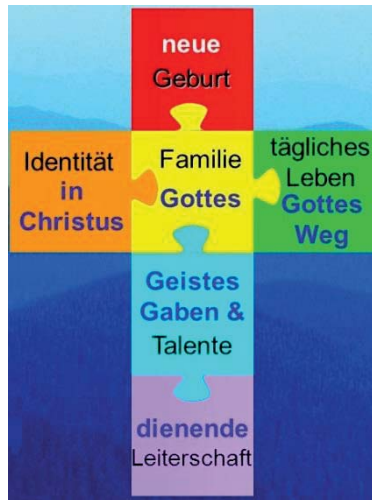 neue
Geburt
Identität
in
Christus
Familie
Gottes
tägliches
Leben
Gottes
Weg
Geistes
Gaben &
Talente
dienende
Leiterschaft